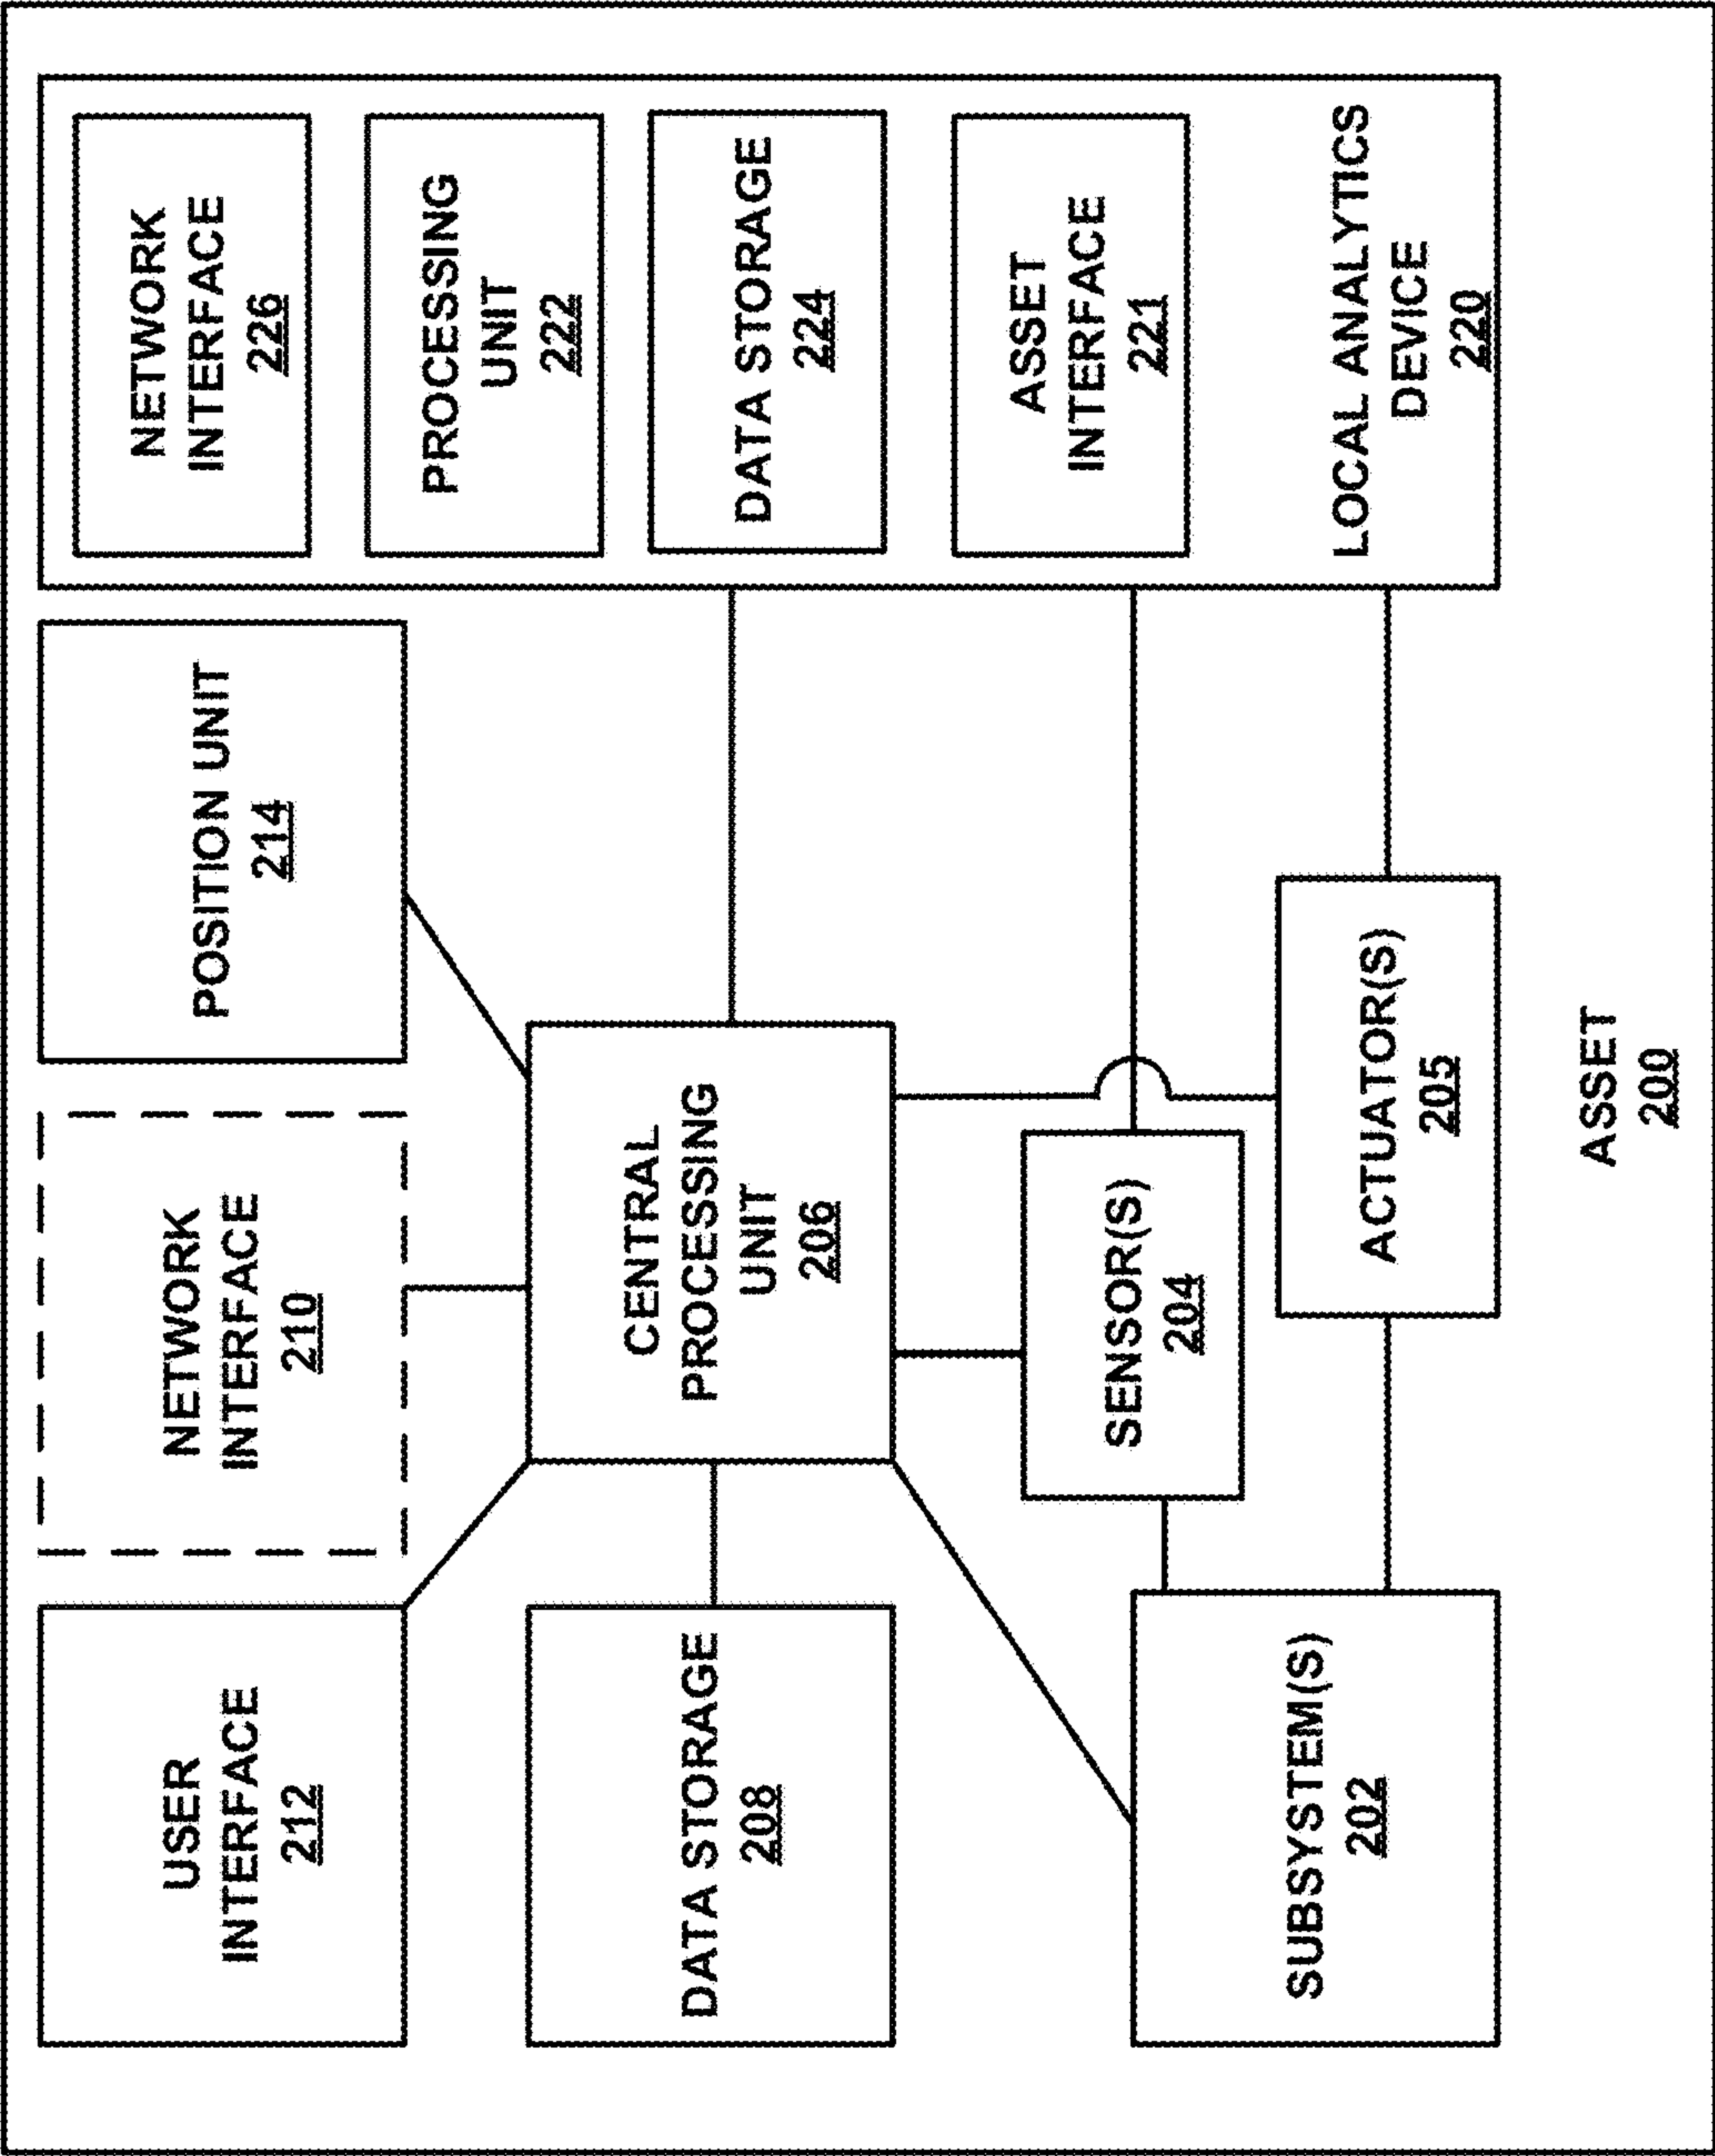 USER
INTERFACE
212
NETWORK
INTERFACE
210
POSITION UNIT
214
NETWORK
INTERFACE
226
PROCESSING
UNIT
222
DATA STORAGE
224
ASSET
INTERFACE
221
LOCAL ANALYTICS
DEVICE
220
DATA STORAGE
208
CENTRAL
PROCESSING
UNIT
206
SENSOR(S)
204
SUBSYSTEM(S)
202
ACTUATOR(S)
205
ASSET
200